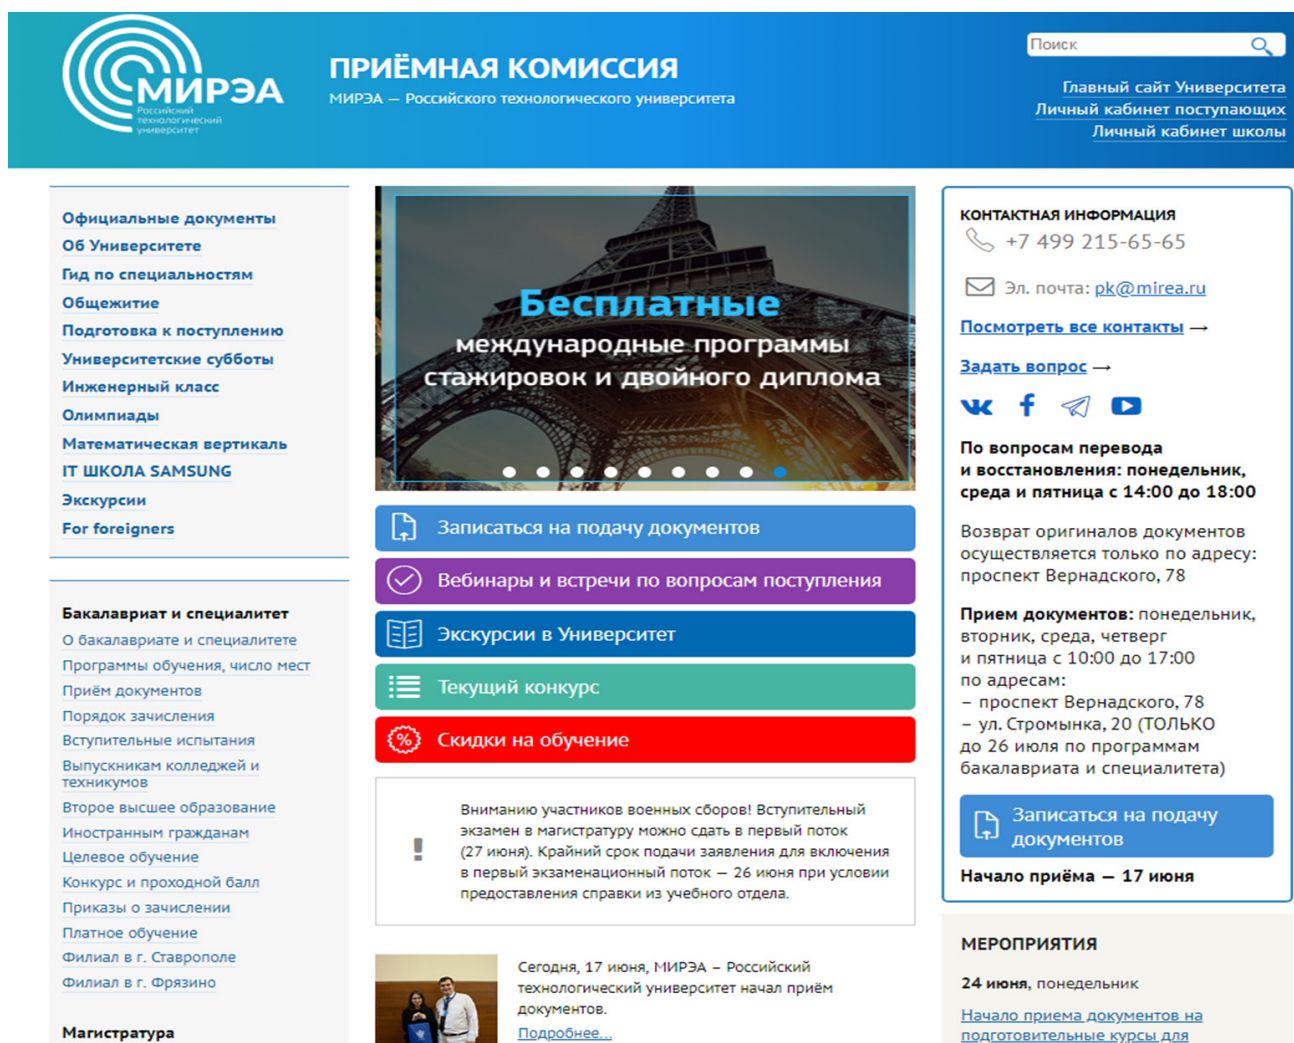 МИРЭА
Российский
технологический
университет
ПРИЁМНАЯ КОМИССИЯ
МИРЭА — Российского технологического университета
Поиск
Главный сайт Университета
Личный кабинет поступающих
Личный кабинет школы
Официальные документы
Об Университете
Гид по специальностям
Общежитие
Подготовка к поступлению
Университетские субботы
Инженерный класс
Олимпиады
Математическая вертикаль
IT ШКОЛА SAMSUNG
Экскурсии
For foreigners
Бакалавриат и специалитет
О бакалавриате и специалитете
Программы обучения, число мест
Приём документов
Порядок зачисления
Вступительные испытания
Выпускникам колледжей и
техникумов
Второе высшее образование
Иностранным гражданам
Целевое обучение
Конкурс и проходной балл
Приказы о зачислении
Платное обучение
Филиал в г. Ставрополе
Филиал в г. Фрязино
Магистратура
Бесплатные
международные программы
стажировок и двойного диплома
Записаться на подачу документов
Вебинары и встречи по вопросам поступления
Экскурсии в Университет
Текущий конкурс
Скидки на обучение
Вниманию участников военных сборов! Вступительный
экзамен в магистратуру можно сдать в первый поток
(27 июня). Крайний срок подачи заявления для включения
в первый экзаменационный поток — 26 июня при условии
предоставления справки из учебного отдела.
Сегодня, 17 июня, МИРЭА – Российский
технологический университет начал приём
документов.
Подробнее...
КОНТАКТНАЯ ИНФОРМАЦИЯ
+7 499 215-65-65
Эл. почта: pk@mirea.ru
Посмотреть все контакты →
Задать вопрос →
По вопросам перевода
и восстановления: понедельник,
среда и пятница с 14:00 до 18:00
Возврат оригиналов документов
осуществляется только по адресу:
проспект Вернадского, 78
Прием документов: понедельник,
вторник, среда, четверг
и пятница с 10:00 до 17:00
по адресам:
– проспект Вернадского, 78
– ул. Стромынка, 20 (ТОЛЬКО
до 26 июля по программам
бакалавриата и специалитета)
Записаться на подачу
документов
Начало приёма — 17 июня
МЕРОПРИЯТИЯ
24 июня, понедельник
Начало приема документов на
подготовительные курсы для